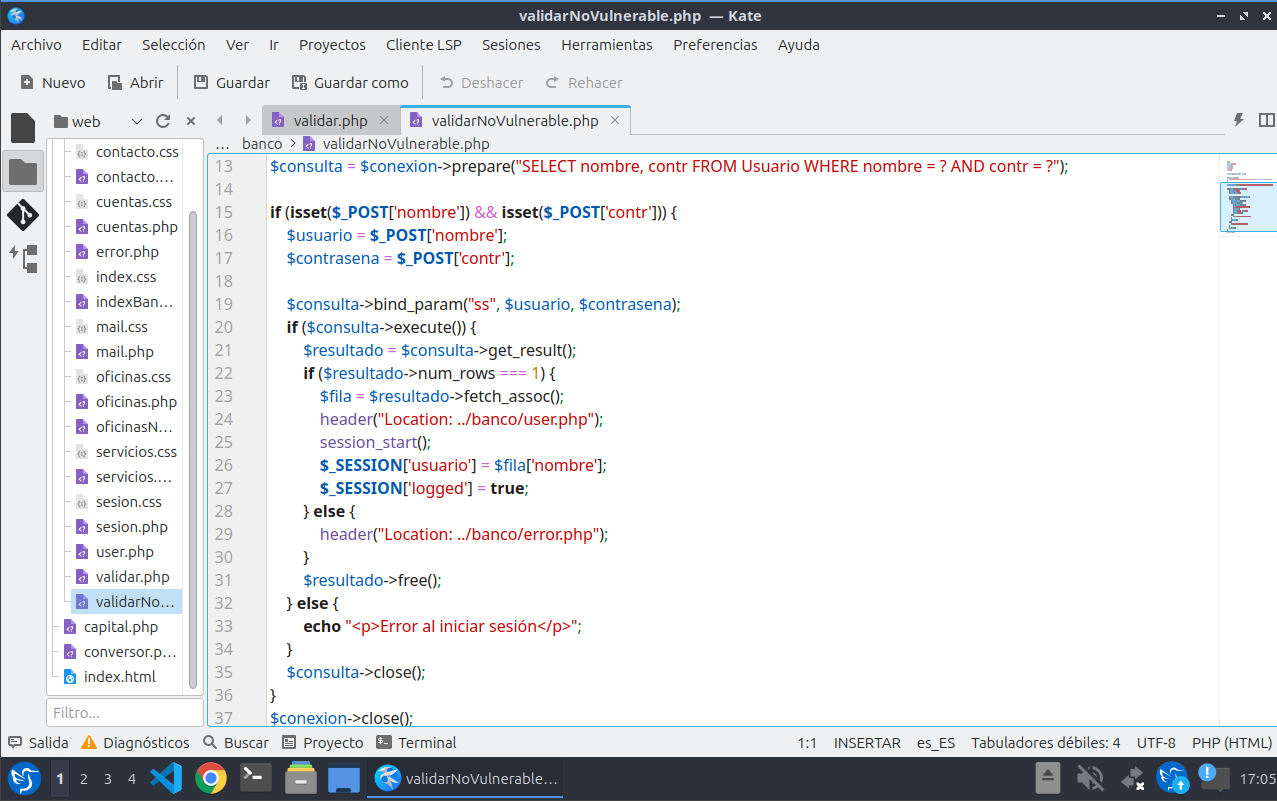 validarNoVulnerable.php — Kate
Archivo Editar Selección Ver Ir Proyectos Cliente LSP Sesiones Herramientas Preferencias Ayuda
Nuevo Abrir Guardar Guardar como Deshacer Rehacer
web validar.php validarNoVulnerable.php
... banco > validarNoVulnerable.php
contacto.css
contacto....
cuentas.css
cuentas.php
error.php
index.css
indexBan...
mail.css
mail.php
oficinas.css
oficinas.php
oficinasN...
servicios.css
servicios....
sesion.css
sesion.php
user.php
validar.php
validarNo...
capital.php
conversor.p...
index.html
Filtro...
13 $consulta = $conexion->prepare("SELECT nombre, contr FROM Usuario WHERE nombre = ? AND contr = ?");
14
15 if (isset($_POST['nombre']) && isset($_POST['contr'])) {
16 $usuario = $_POST['nombre'];
17 $contrasena = $_POST['contr'];
18
19 $consulta->bind_param("ss", $usuario, $contrasena);
20 if ($consulta->execute()) {
21 $resultado = $consulta->get_result();
22 if ($resultado->num_rows === 1) {
23 $fila = $resultado->fetch_assoc();
24 header("Location: ../banco/user.php");
25 session_start();
26 $_SESSION['usuario'] = $fila['nombre'];
27 $_SESSION['logged'] = true;
28 } else {
29 header("Location: ../banco/error.php");
30 }
31 $resultado->free();
32 } else {
33 echo "<p>Error al iniciar sesión</p>";
34 }
35 $consulta->close();
36 }
37 $conexion->close();
Salida Diagnósticos Buscar Proyecto Terminal 1:1 INSERTAR es_ES Tabuladores débiles: 4 UTF-8 PHP (HTML)
1 2 3 4 validarNoVulnerable... 17:05